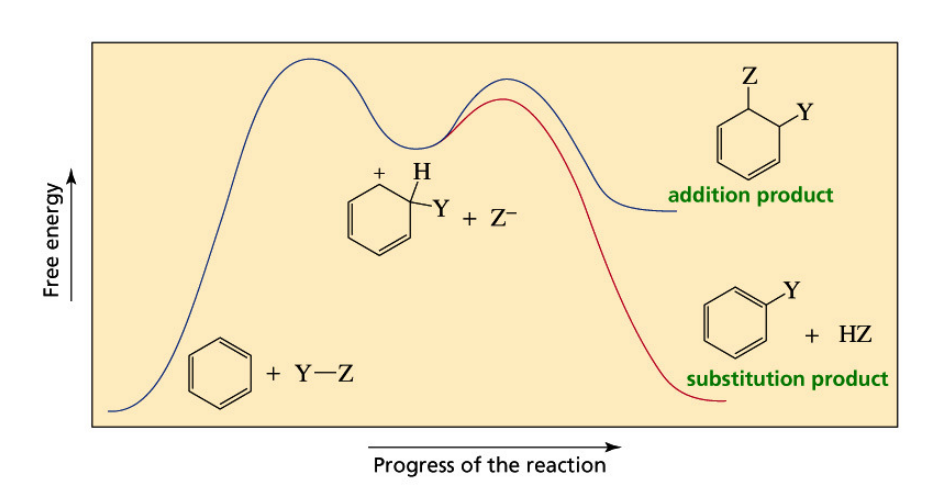 Z
Y
addition product
+ H
Y + Z⁻
Free energy
Y
+ HZ
+ Y—Z
substitution product
Progress of the reaction